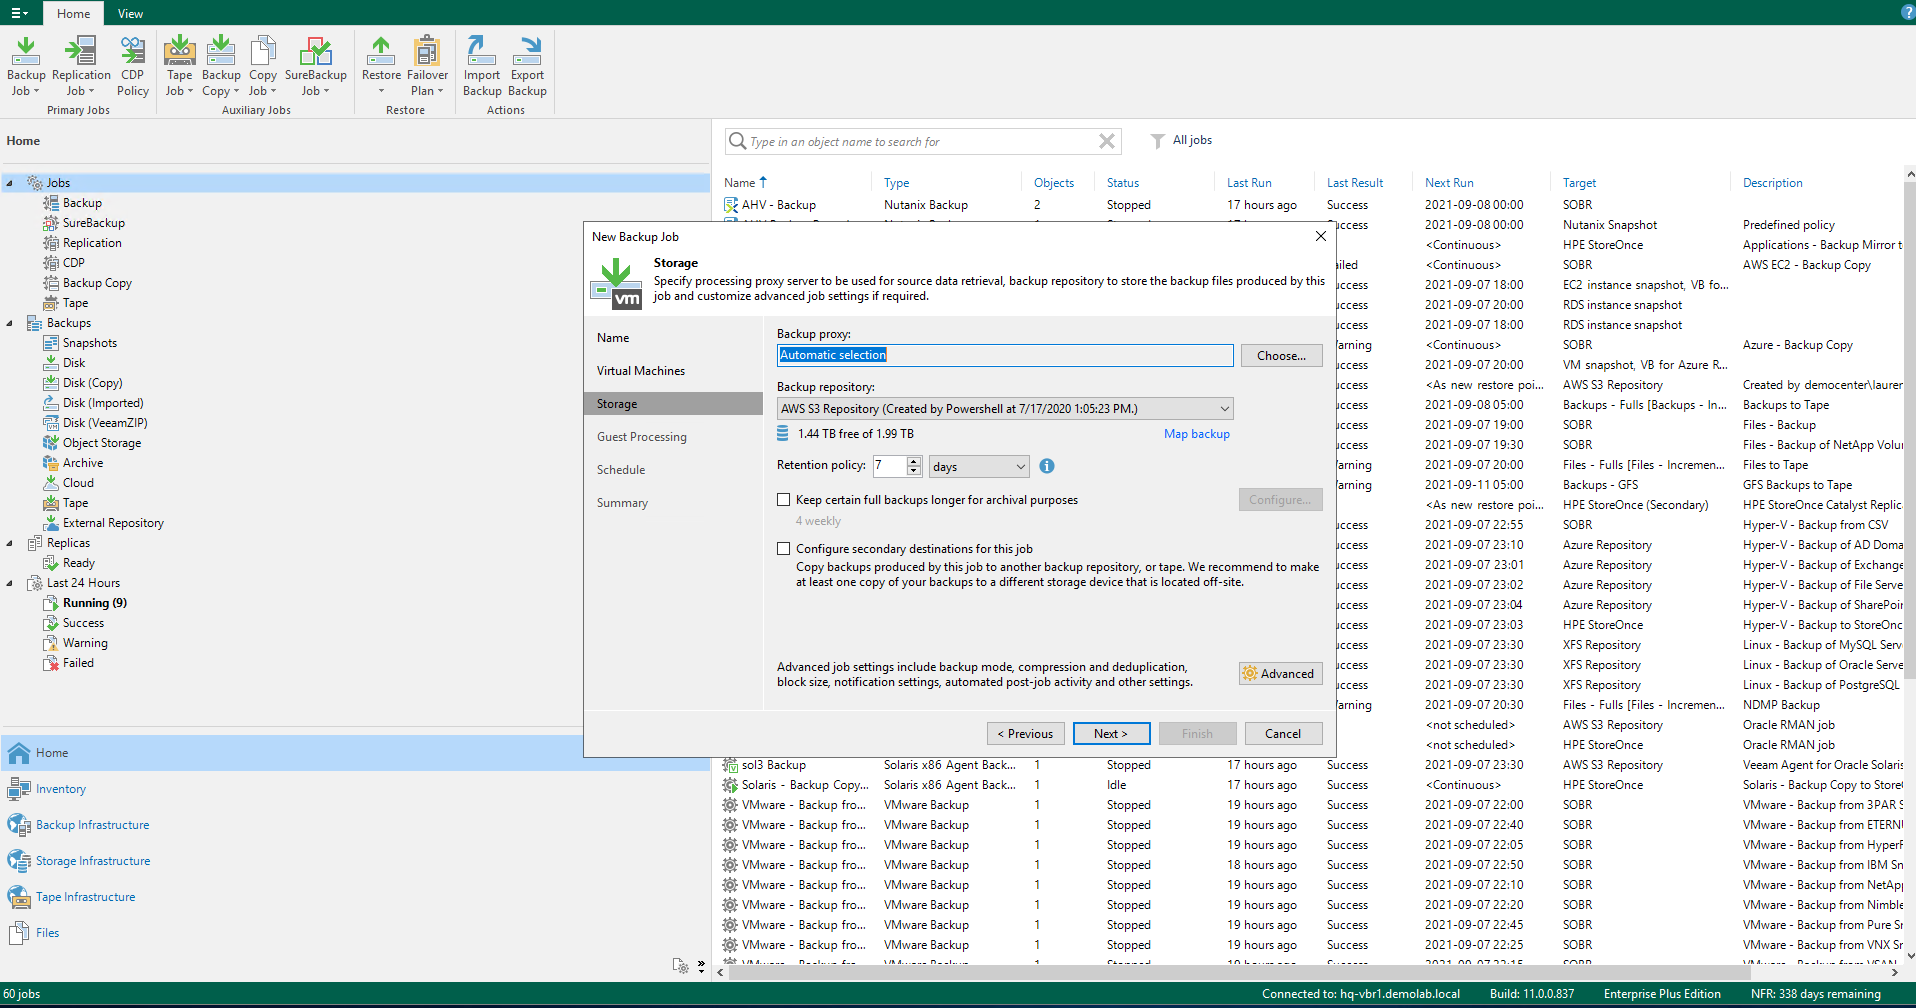 Home View
Backup Job Replication Job CDP Policy Tape Job Backup Copy Copy Job SureBackup Job Restore Failover Plan Import Backup Export Backup
Primary Jobs Auxiliary Jobs Restore Actions
Home
Type in an object name to search for All jobs
Jobs
Backup
SureBackup
Replication
CDP
Backup Copy
Tape
Backups
Snapshots
Disk
Disk (Copy)
Disk (Imported)
Disk (VeeamZIP)
Object Storage
Archive
Cloud
Tape
External Repository
Replicas
Ready
Last 24 Hours
Running (9)
Success
Warning
Failed
Home
Inventory
Backup Infrastructure
Storage Infrastructure
Tape Infrastructure
Files
Name Type Objects Status Last Run Last Result Next Run Target Description
AHV - Backup Nutanix Backup 2 Stopped 17 hours ago Success 2021-09-08 00:00 SOBR
New Backup Job
Storage
Specify processing proxy server to be used for source data retrieval, backup repository to store the backup files produced by this
job and customize advanced job settings if required.
vm
Name
Virtual Machines
Storage
Guest Processing
Schedule
Summary
Backup proxy:
Automatic selection Choose...
Backup repository:
AWS S3 Repository (Created by Powershell at 7/17/2020 1:05:23 PM.)
1.44 TB free of 1.99 TB Map backup
Retention policy: 7 days
Keep certain full backups longer for archival purposes Configure...
4 weekly
Configure secondary destinations for this job
Copy backups produced by this job to another backup repository, or tape. We recommend to make
at least one copy of your backups to a different storage device that is located off-site.
Advanced job settings include backup mode, compression and deduplication,
block size, notification settings, automated post-job activity and other settings.
Advanced
< Previous Next > Finish Cancel
2021-09-08 00:00 Nutanix Snapshot Predefined policy
<Continuous> HPE StoreOnce Applications - Backup Mirror t
<Continuous> SOBR AWS EC2 - Backup Copy
2021-09-07 18:00 EC2 instance snapshot, VB fo...
2021-09-07 20:00 RDS instance snapshot
2021-09-07 18:00 RDS instance snapshot
<Continuous> SOBR Azure - Backup Copy
2021-09-07 20:00 VM snapshot, VB for Azure R...
<As new restore poi... AWS S3 Repository Created by democenter\laure
2021-09-08 05:00 Backups - Fulls [Backups - In... Backups to Tape
2021-09-07 19:00 SOBR Files - Backup
2021-09-07 19:30 SOBR Files - Backup of NetApp Volu
2021-09-07 20:30 Files - Fulls [Files - Incremen... Files to Tape
2021-09-11 05:00 Backups - GFS GFS Backups to Tape
<As new restore poi... HPE StoreOnce (Secondary) HPE StoreOnce Catalyst Replic
2021-09-07 22:55 SOBR Hyper-V - Backup from CSV
2021-09-07 23:10 Azure Repository Hyper-V - Backup of AD Doma
2021-09-07 23:01 Azure Repository Hyper-V - Backup of Exchange
2021-09-07 23:02 Azure Repository Hyper-V - Backup of File Serve
2021-09-07 23:04 Azure Repository Hyper-V - Backup of SharePoi
2021-09-07 23:03 HPE StoreOnce Hyper-V - Backup to StoreOnc
2021-09-07 23:30 XFS Repository Linux - Backup of MySQL Serv
2021-09-07 23:30 XFS Repository Linux - Backup of Oracle Serve
2021-09-07 23:30 XFS Repository Linux - Backup of PostgreSQL
2021-09-07 20:30 Files - Fulls [Files - Incremen... NDMP Backup
<not scheduled> AWS S3 Repository Oracle RMAN job
<not scheduled> HPE StoreOnce Oracle RMAN job
sol3 Backup Solaris x86 Agent Back... 1 Stopped 17 hours ago Success 2021-09-07 23:30 AWS S3 Repository Veeam Agent for Oracle Solaris
Solaris - Backup Copy... Solaris x86 Agent Back... 1 Idle 17 hours ago Success <Continuous> HPE StoreOnce Solaris - Backup Copy to Store
VMware - Backup fro... VMware Backup 1 Stopped 19 hours ago Success 2021-09-07 22:00 SOBR VMware - Backup from 3PAR S
VMware - Backup fro... VMware Backup 1 Stopped 19 hours ago Success 2021-09-07 22:40 SOBR VMware - Backup from ETERN
VMware - Backup fro... VMware Backup 1 Stopped 19 hours ago Success 2021-09-07 22:05 SOBR VMware - Backup from HyperF
VMware - Backup fro... VMware Backup 1 Stopped 18 hours ago Success 2021-09-07 22:50 SOBR VMware - Backup from IBM Sn
VMware - Backup fro... VMware Backup 1 Stopped 19 hours ago Success 2021-09-07 22:10 SOBR VMware - Backup from NetApp
VMware - Backup fro... VMware Backup 1 Stopped 19 hours ago Success 2021-09-07 22:20 SOBR VMware - Backup from Nimble
VMware - Backup fro... VMware Backup 1 Stopped 19 hours ago Success 2021-09-07 22:45 SOBR VMware - Backup from Pure S
VMware - Backup fro... VMware Backup 1 Stopped 19 hours ago Success 2021-09-07 22:25 SOBR VMware - Backup from VNX S
60 jobs Connected to: hq-vbr1.demolab.local Build: 11.0.0.837 Enterprise Plus Edition NFR: 338 days remaining